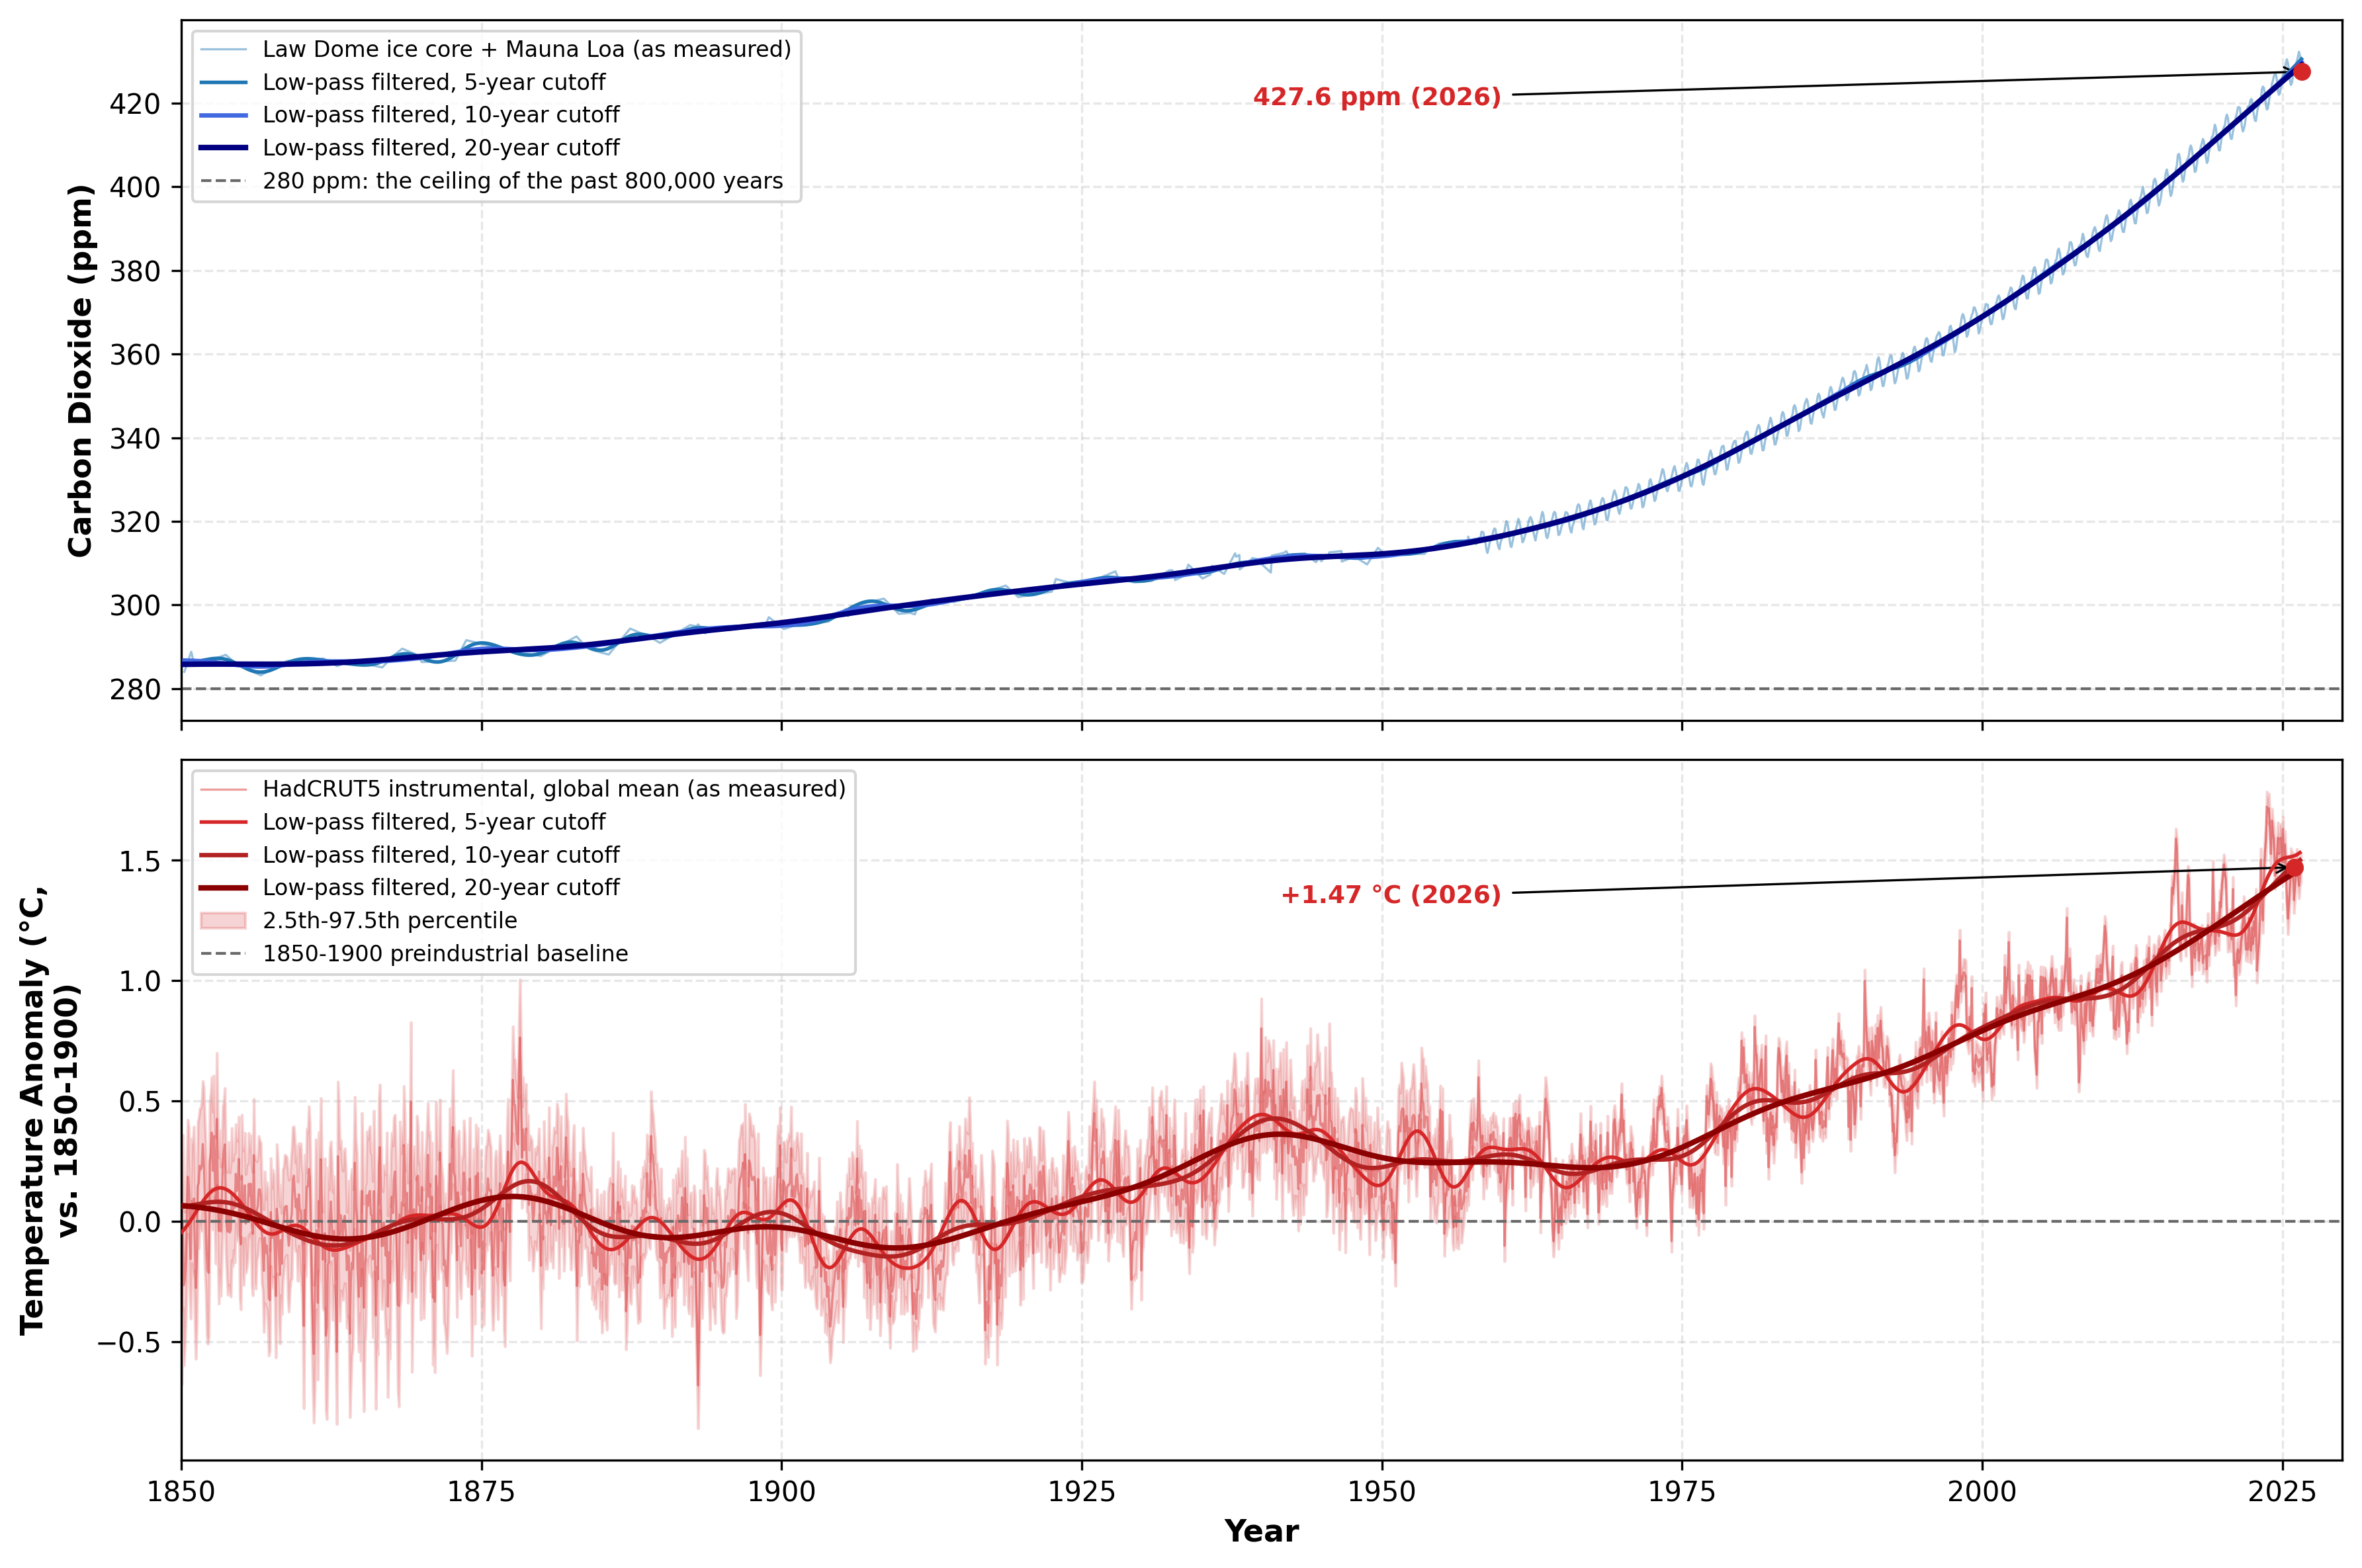 Law Dome ice core + Mauna Loa (as measured)
Low-pass filtered, 5-year cutoff
Low-pass filtered, 10-year cutoff
Low-pass filtered, 20-year cutoff
280 ppm: the ceiling of the past 800,000 years
427.6 ppm (2026)
Carbon Dioxide (ppm)
420
400
380
360
340
320
300
280
HadCRUT5 instrumental, global mean (as measured)
Low-pass filtered, 5-year cutoff
Low-pass filtered, 10-year cutoff
Low-pass filtered, 20-year cutoff
2.5th-97.5th percentile
1850-1900 preindustrial baseline
+1.47 °C (2026)
Temperature Anomaly (°C,
vs. 1850-1900)
1.5
1.0
0.5
0.0
−0.5
1850 1875 1900 1925 1950 1975 2000 2025
Year